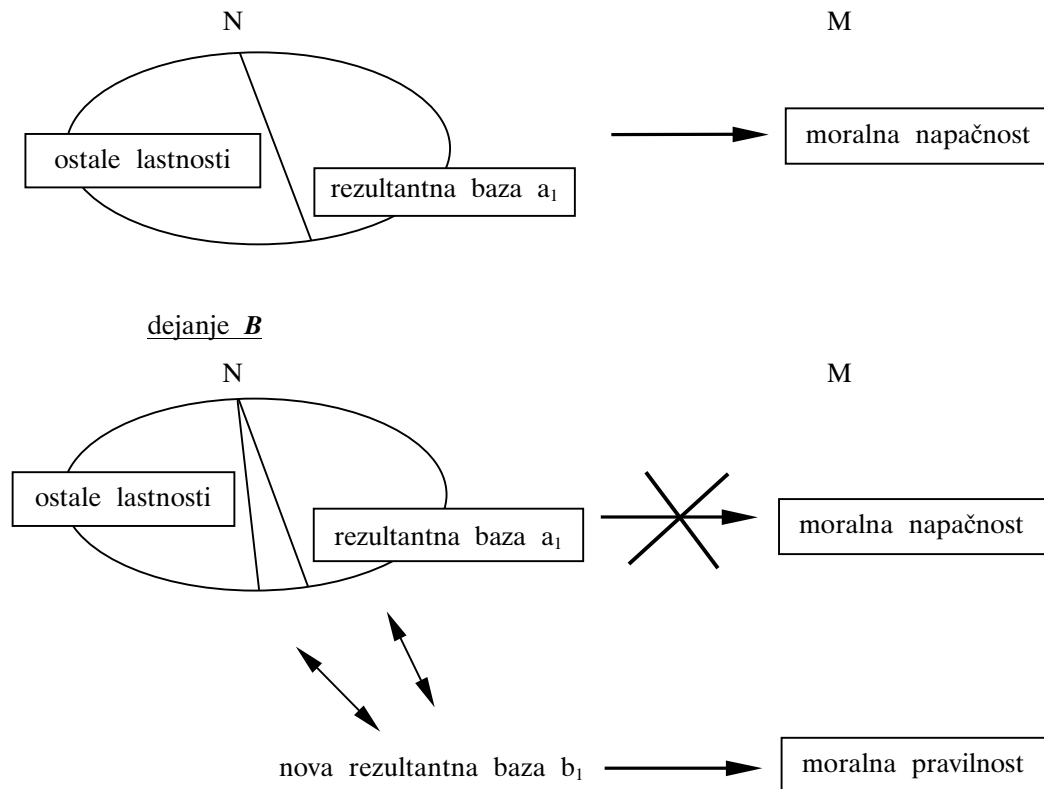 N M
ostale lastnosti
moralna napačnost
rezultantna baza a₁
dejanje B
N M
ostale lastnosti
moralna napačnost
rezultantna baza a₁
nova rezultantna baza b₁
moralna pravilnost